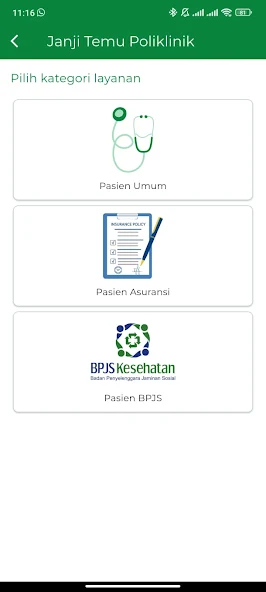 11:16
81
Janji Temu Poliklinik
Pilih kategori layanan
Pasien Umum
INSURANCE POLICY
Pasien Asuransi
BPJS Kesehatan
Badan Penyelenggara Jaminan Sosial
Pasien BPJS